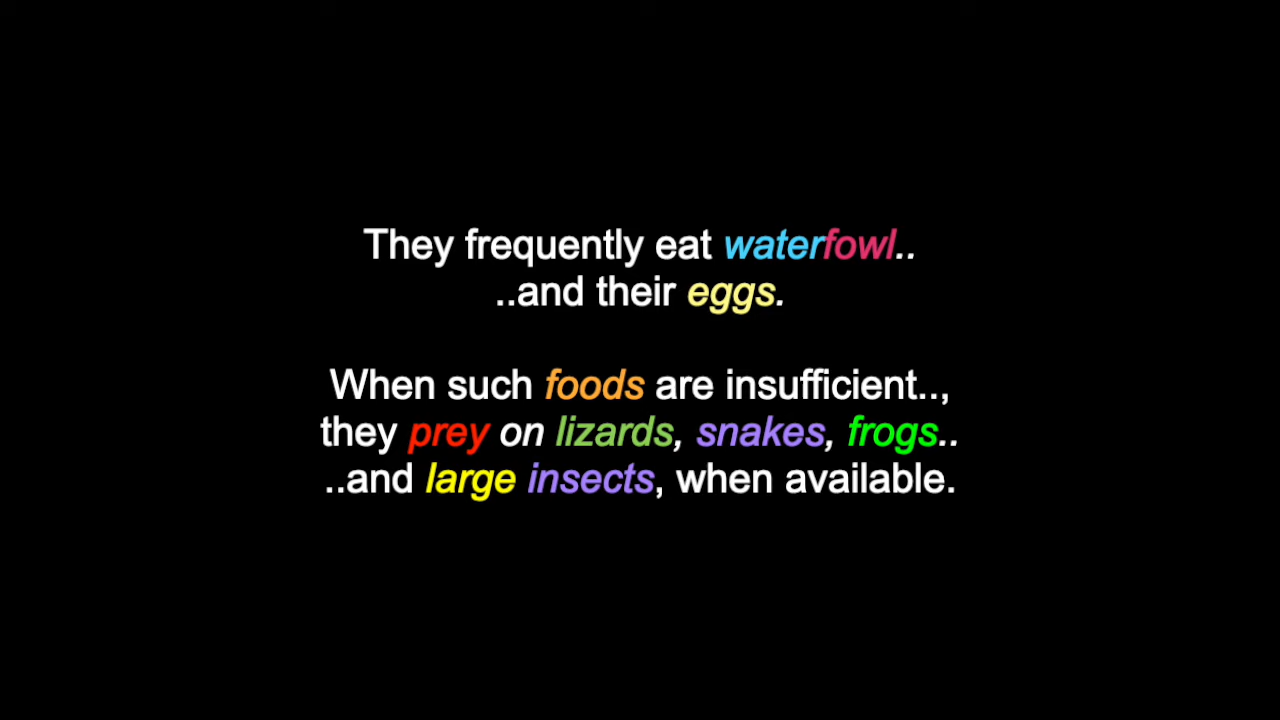 They frequently eat waterfowl..
..and their eggs.
When such foods are insufficient..,
they prey on lizards, snakes, frogs..
..and large insects, when available.